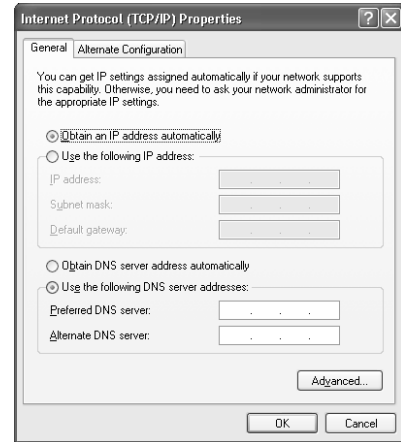 Internet Protocol (TCP/IP) Properties
General
Alternate Configuration
You can get IP settings assigned automatically if your network supports
this capability. Otherwise, you need to ask your network administrator for
the appropriate IP settings.
Obtain an IP address automatically
Use the following IP address:
IP address:
Subnet mask:
Default gateway:
Obtain DNS server address automatically
Use the following DNS server addresses:
Preferred DNS server:
Alternate DNS server:
Advanced...
OK
Cancel